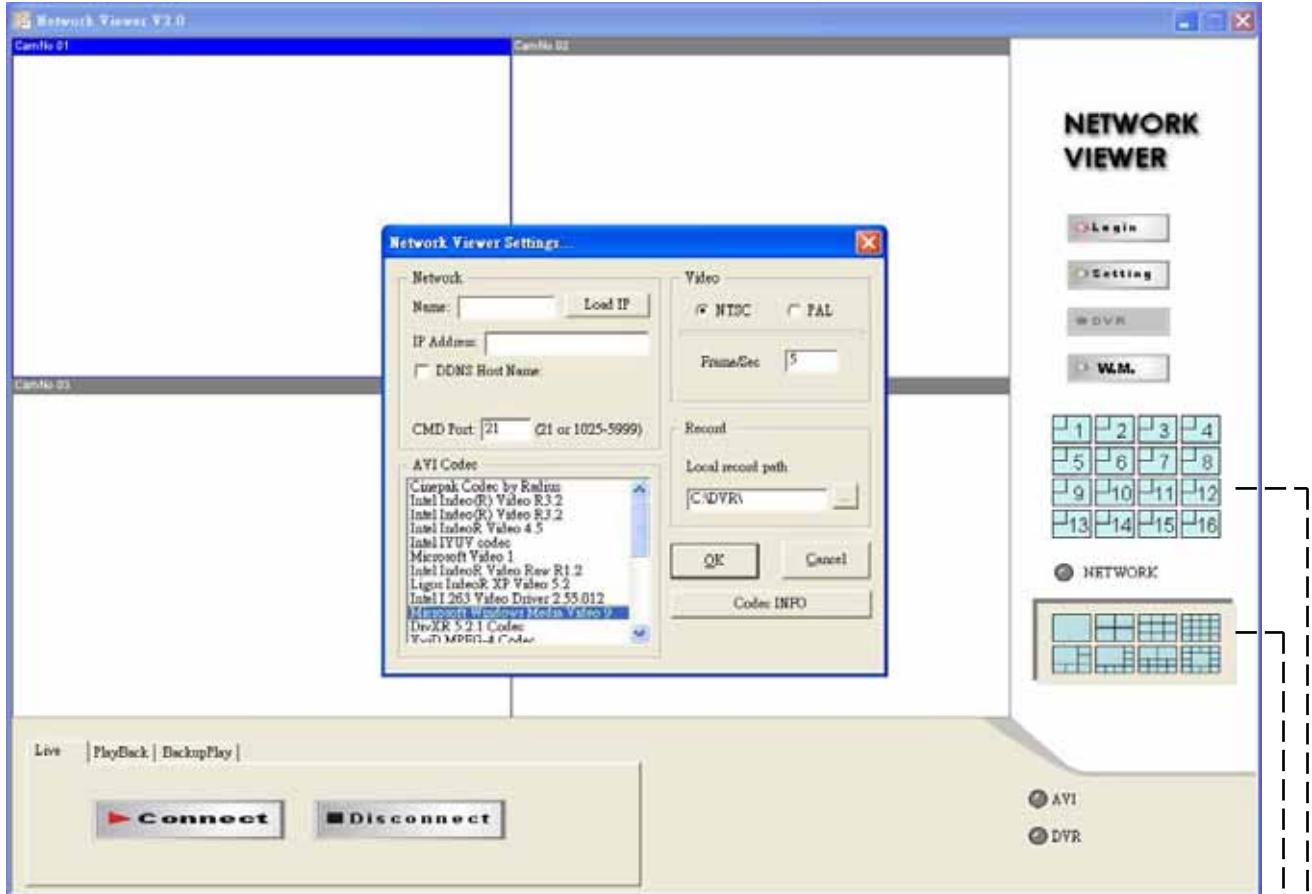 Network Viewer V2.0
CamNo 01
CamNo 02
CamNo 03
NETWORK
VIEWER
Login
Setting
DVR
W.M.
1 2 3 4
5 6 7 8
9 10 11 12
13 14 15 16
NETWORK
Network Viewer Settings...
Network
Name:
Load IP
IP Address:
DDNS Host Name:
CMD Port: 21 (21 or 1025-5999)
AVI Codec
Cinepak Codec by Radius
Intel Indeo(R) Video R3.2
Intel Indeo(R) Video R3.2
Intel IndeoR Video 4.5
Intel IYUV codec
Microsoft Video 1
Intel IndeoR Video Raw R1.2
Ligos IndeoR XP Video 5.2
Intel I.263 Video Driver 2.55.012
Microsoft Windows Media Video 9
DivXR 5.2.1 Codec
XviD MPEG-4 Codec
Video
NTSC PAL
Frame/Sec 5
Record
Local record path
C:\DVR\ ...
OK Cancel
Codec INFO
Live PlayBack BackupPlay
Connect Disconnect
AVI
DVR